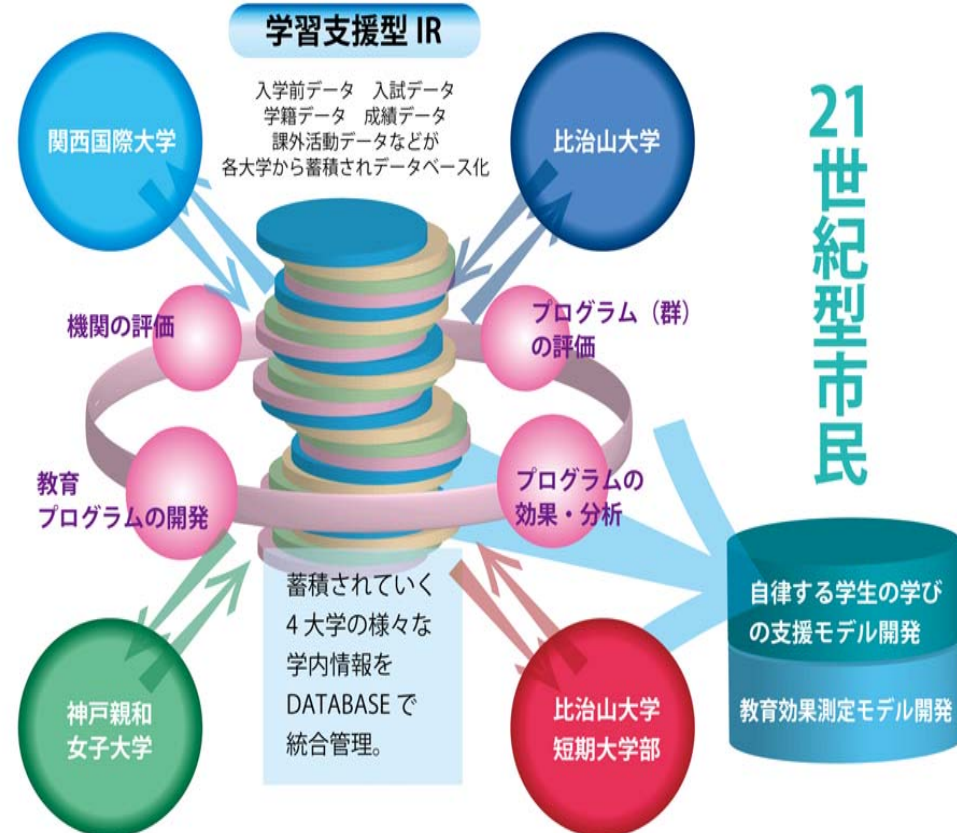 学習支援型 IR
入学前データ 入試データ
学籍データ 成績データ
課外活動データなどが
各大学から蓄積されデータベース化
関西国際大学
比治山大学
21世紀型市民
機関の評価
プログラム（群）
の評価
教育
プログラムの開発
プログラムの
効果・分析
蓄積されていく
4 大学の様々な
学内情報を
DATABASE で
統合管理。
自律する学生の学び
の支援モデル開発
教育効果測定モデル開発
神戸親和
女子大学
比治山大学
短期大学部